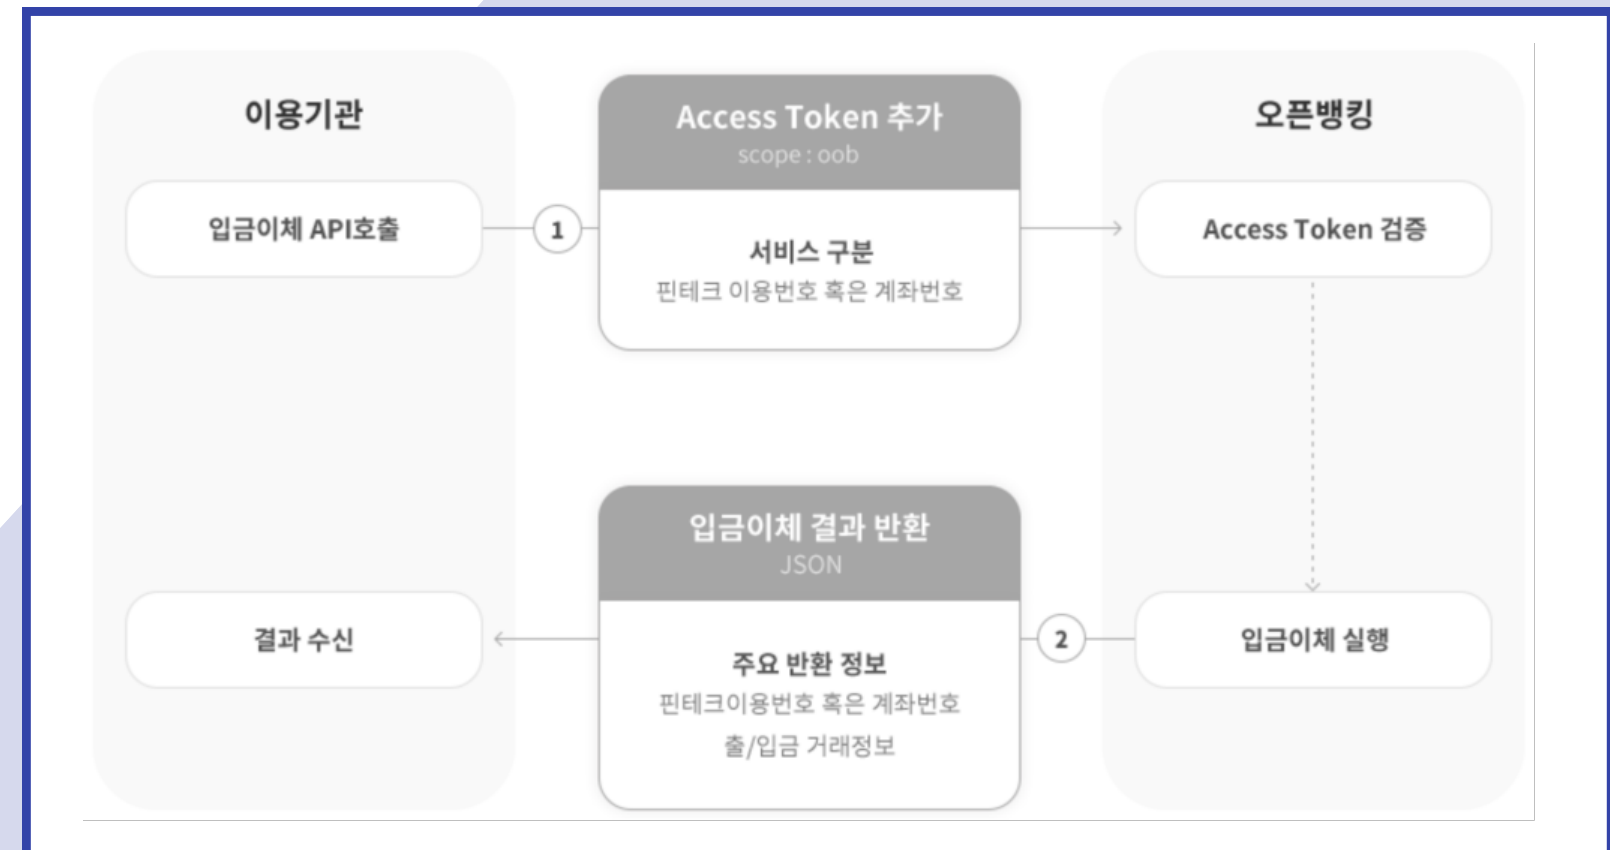 이용기관
Access Token 추가
scope : oob
오픈뱅킹
입금이체 API호출
1
서비스 구분
핀테크 이용번호 혹은 계좌번호
Access Token 검증
입금이체 결과 반환
JSON
결과 수신
주요 반환 정보
핀테크이용번호 혹은 계좌번호
출/입금 거래정보
2
입금이체 실행